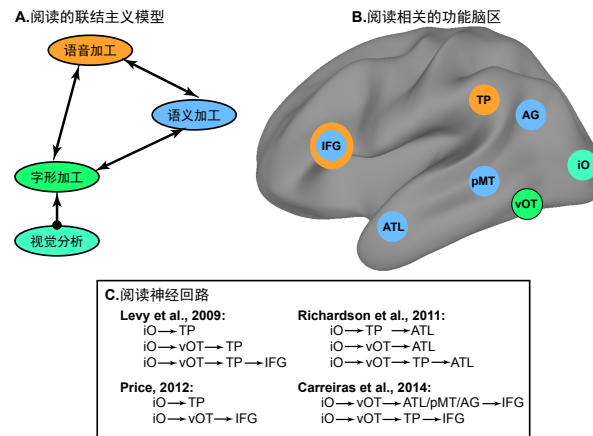 A.阅读的联结主义模型
语音加工
语义加工
字形加工
视觉分析
B.阅读相关的功能脑区
TP
AG
IFG
iO
pMT
vOT
ATL
C.阅读神经回路
Levy et al., 2009:
iO→TP
iO→vOT→TP
iO→vOT→TP→IFG
Richardson et al., 2011:
iO→TP →ATL
iO→vOT→ATL
iO→vOT→TP→ATL
Price, 2012:
iO→TP
iO→vOT→IFG
Carreiras et al., 2014:
iO→vOT→ATL/pMT/AG→IFG
iO→vOT→TP→IFG